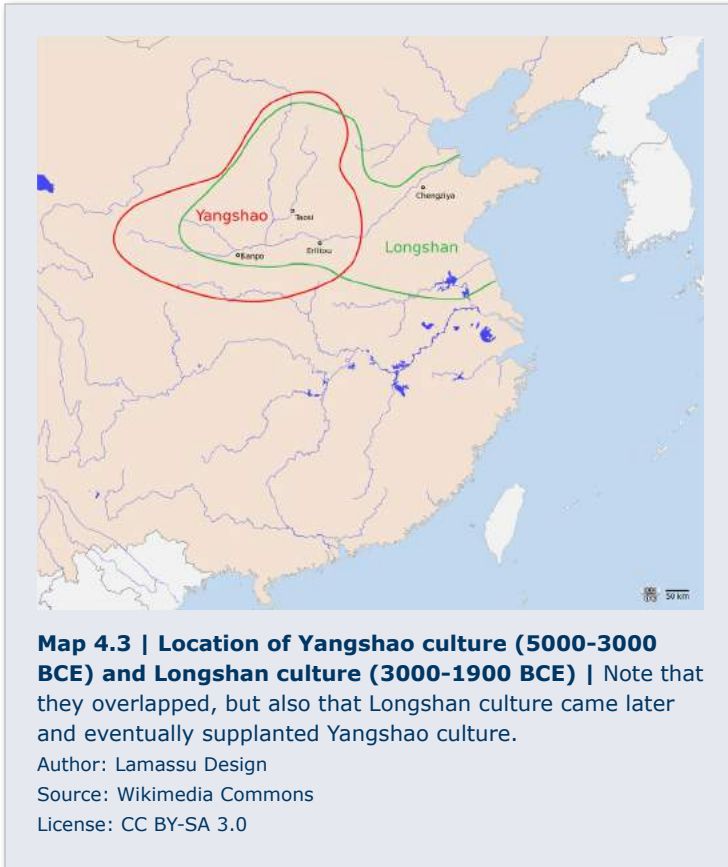 Yangshao
Taosi
Chengziya
Banpo
Erlitou
Longshan
50 km
Map 4.3 | Location of Yangshao culture (5000-3000
BCE) and Longshan culture (3000-1900 BCE) | Note that
they overlapped, but also that Longshan culture came later
and eventually supplanted Yangshao culture.
Author: Lamassu Design
Source: Wikimedia Commons
License: CC BY-SA 3.0